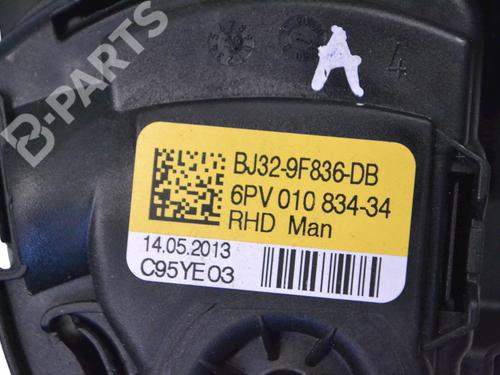 B-PARTS
A
4
BJ32-9F836-DB
6PV 010 834-34
RHD Man
14.05.2013
C95YE03